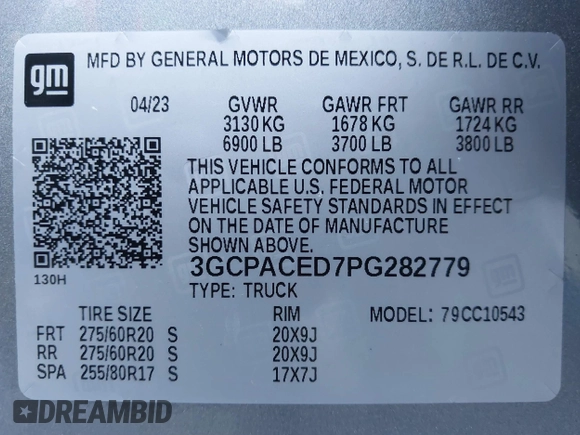 gm
MFD BY GENERAL MOTORS DE MEXICO, S. DE R.L. DE C.V.
04/23 GVWR GAWR FRT GAWR RR
3130 KG 1678 KG 1724 KG
6900 LB 3700 LB 3800 LB
THIS VEHICLE CONFORMS TO ALL
APPLICABLE U.S. FEDERAL MOTOR
VEHICLE SAFETY STANDARDS IN EFFECT
ON THE DATE OF MANUFACTURE
SHOWN ABOVE.
130H
3GCPACED7PG282779
TYPE: TRUCK
TIRE SIZE RIM MODEL: 79CC10543
FRT 275/60R20 S 20X9J
RR 275/60R20 S 20X9J
SPA 255/80R17 S 17X7J
DREAMBID